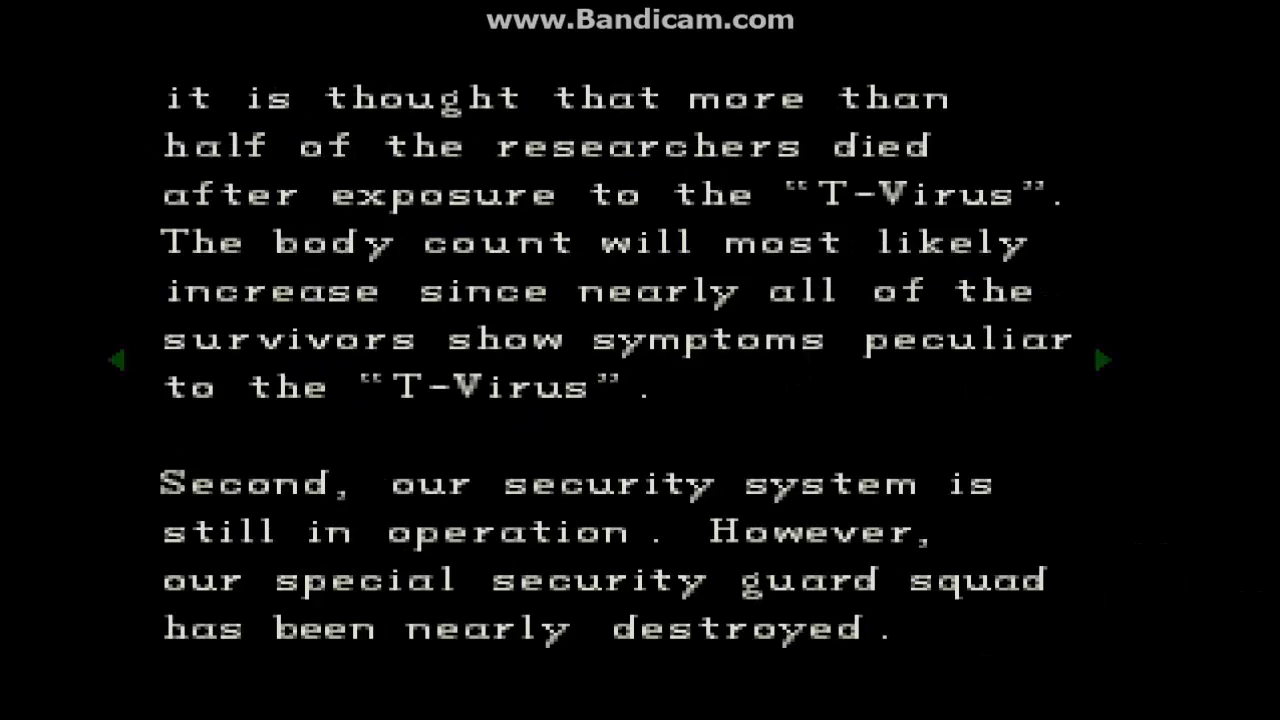 www.Bandicam.com
it is thought that more than
half of the researchers died
after exposure to the “T-Virus”.
The body count will most likely
increase since nearly all of the
survivors show symptoms peculiar
to the “T-Virus”.
Second, our security system is
still in operation. However,
our special security guard squad
has been nearly destroyed.